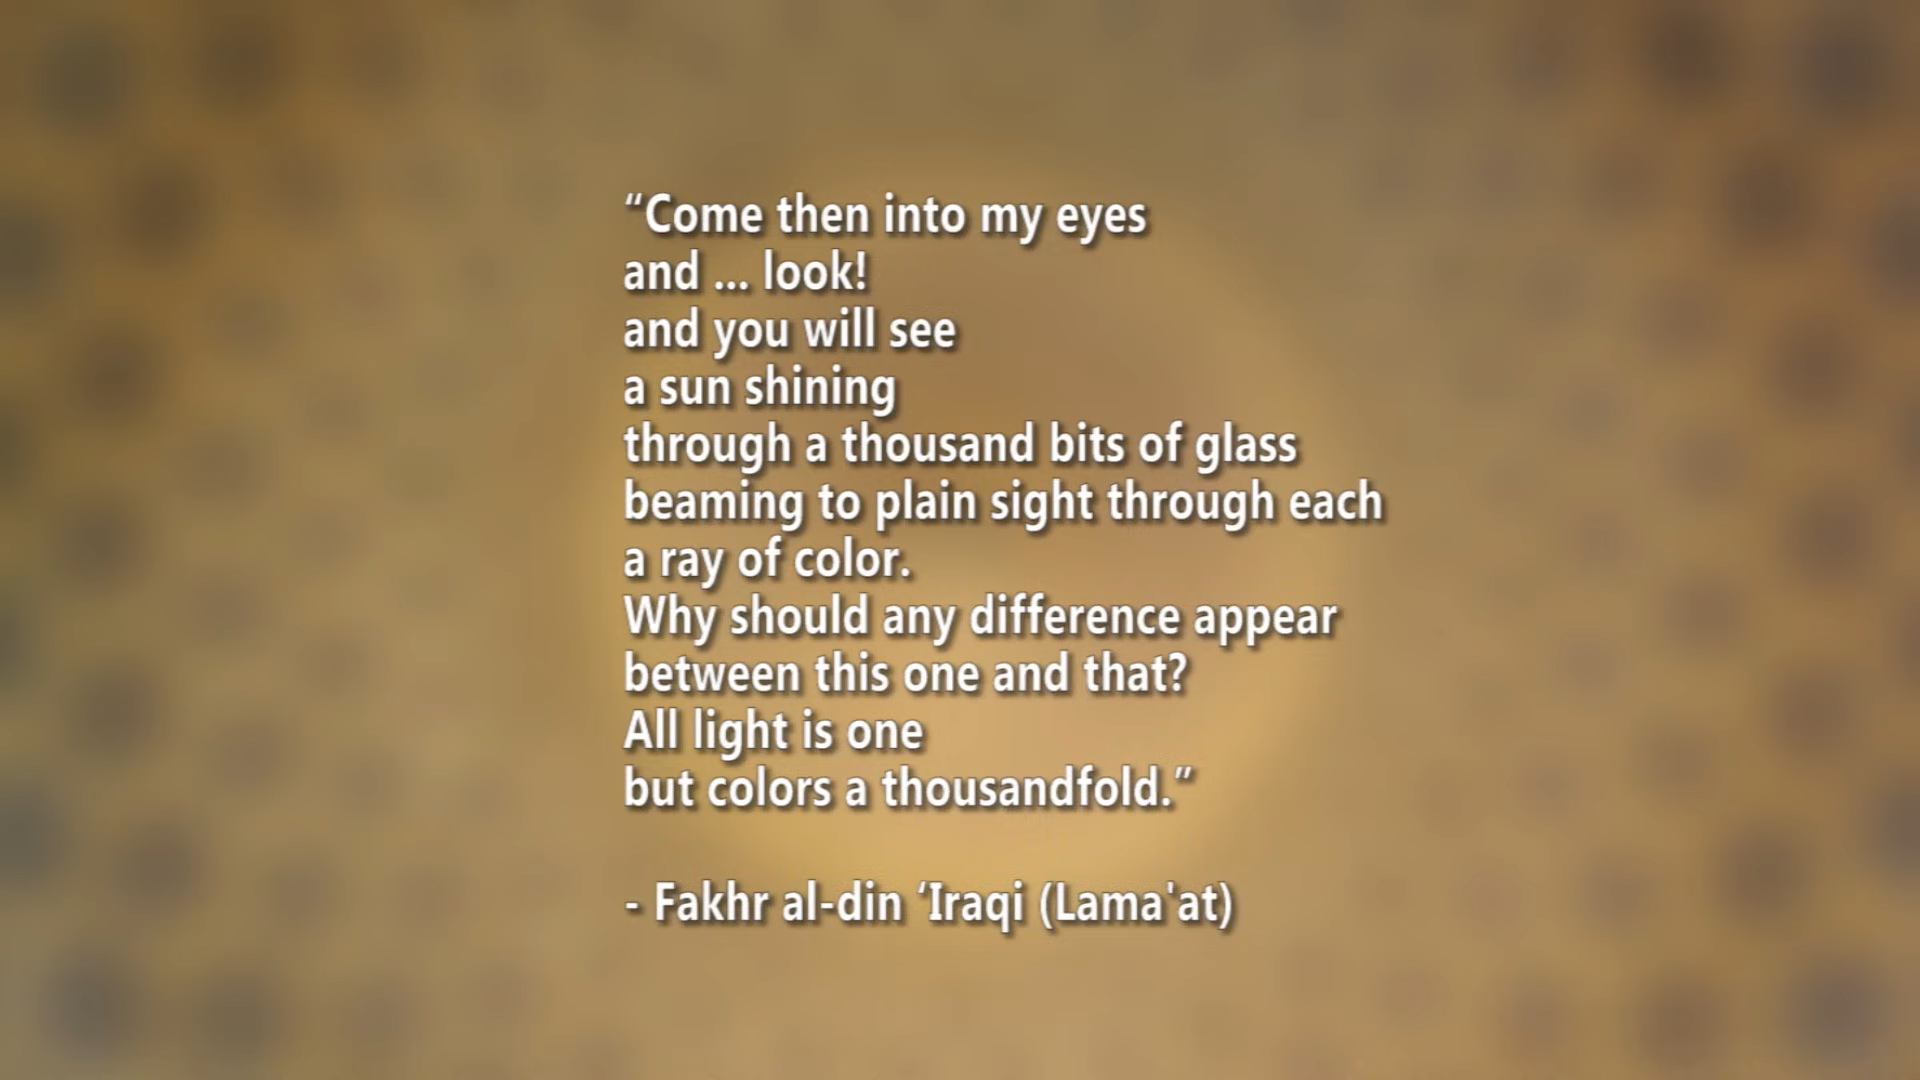 “Come then into my eyes
and ... look!
and you will see
a sun shining
through a thousand bits of glass
beaming to plain sight through each
a ray of color.
Why should any difference appear
between this one and that?
All light is one
but colors a thousandfold.”
- Fakhr al-din ‘Iraqi (Lama'at)